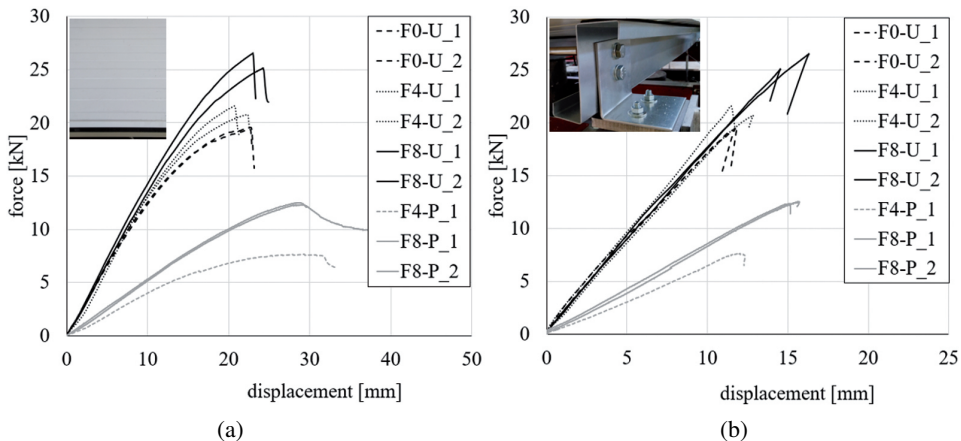 30
25
20
15
10
5
0
force [kN]
0 10 20 30 40 50
displacement [mm]
F0-U_1
F0-U_2
F4-U_1
F4-U_2
F8-U_1
F8-U_2
F4-P_1
F8-P_1
F8-P_2
(a)
30
25
20
15
10
5
0
force [kN]
0 5 10 15 20 25
displacement [mm]
F0-U_1
F0-U_2
F4-U_1
F4-U_2
F8-U_1
F8-U_2
F4-P_1
F8-P_1
F8-P_2
(b)